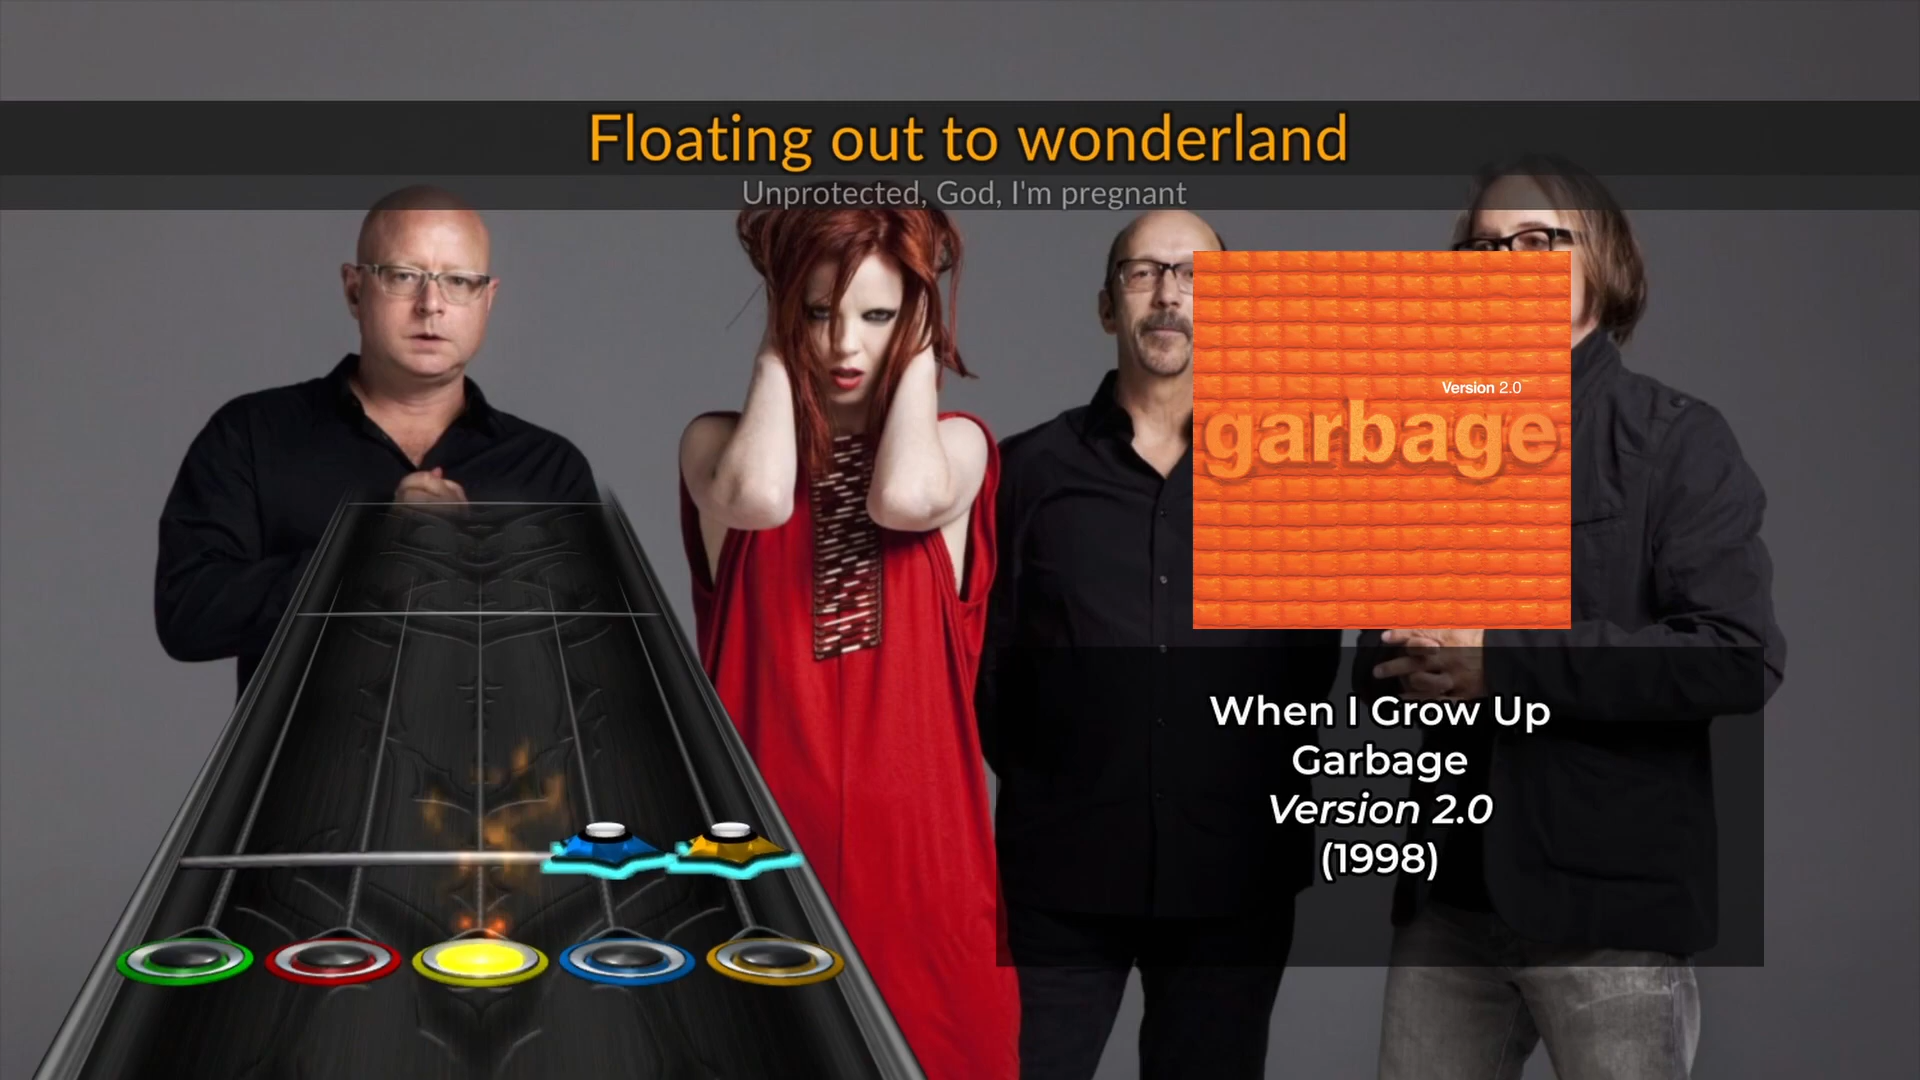 Floating out to wonderland
Unprotected, God, I'm pregnant
Version 2.0
garbage
When I Grow Up
Garbage
Version 2.0
(1998)